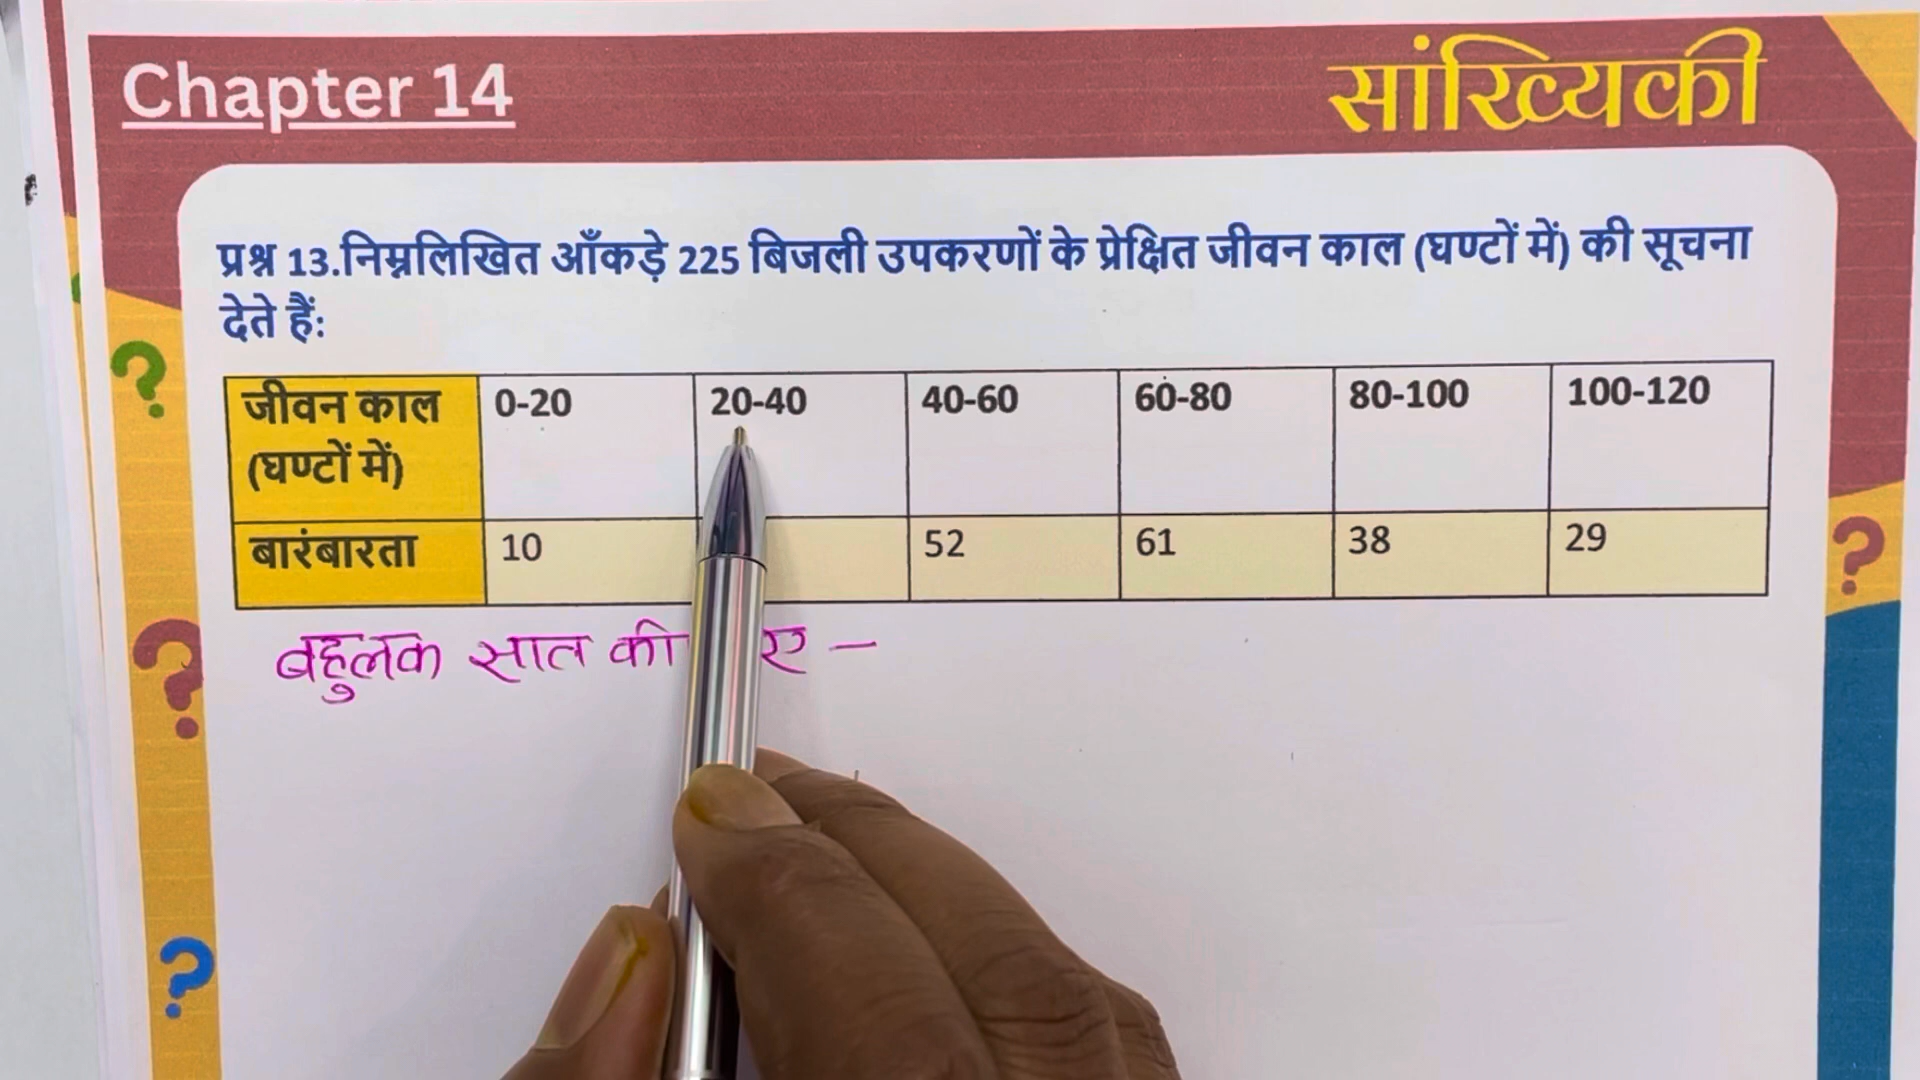 Chapter 14
सांख्यिकी
प्रश्न 13.निम्नलिखित आँकड़े 225 बिजली उपकरणों के प्रेक्षित जीवन काल (घण्टों में) की सूचना
देते हैं:
जीवन काल (घण्टों में) 0-20 20-40 40-60 60-80 80-100 100-120
बारंबारता 10 52 61 38 29
बहुलक -